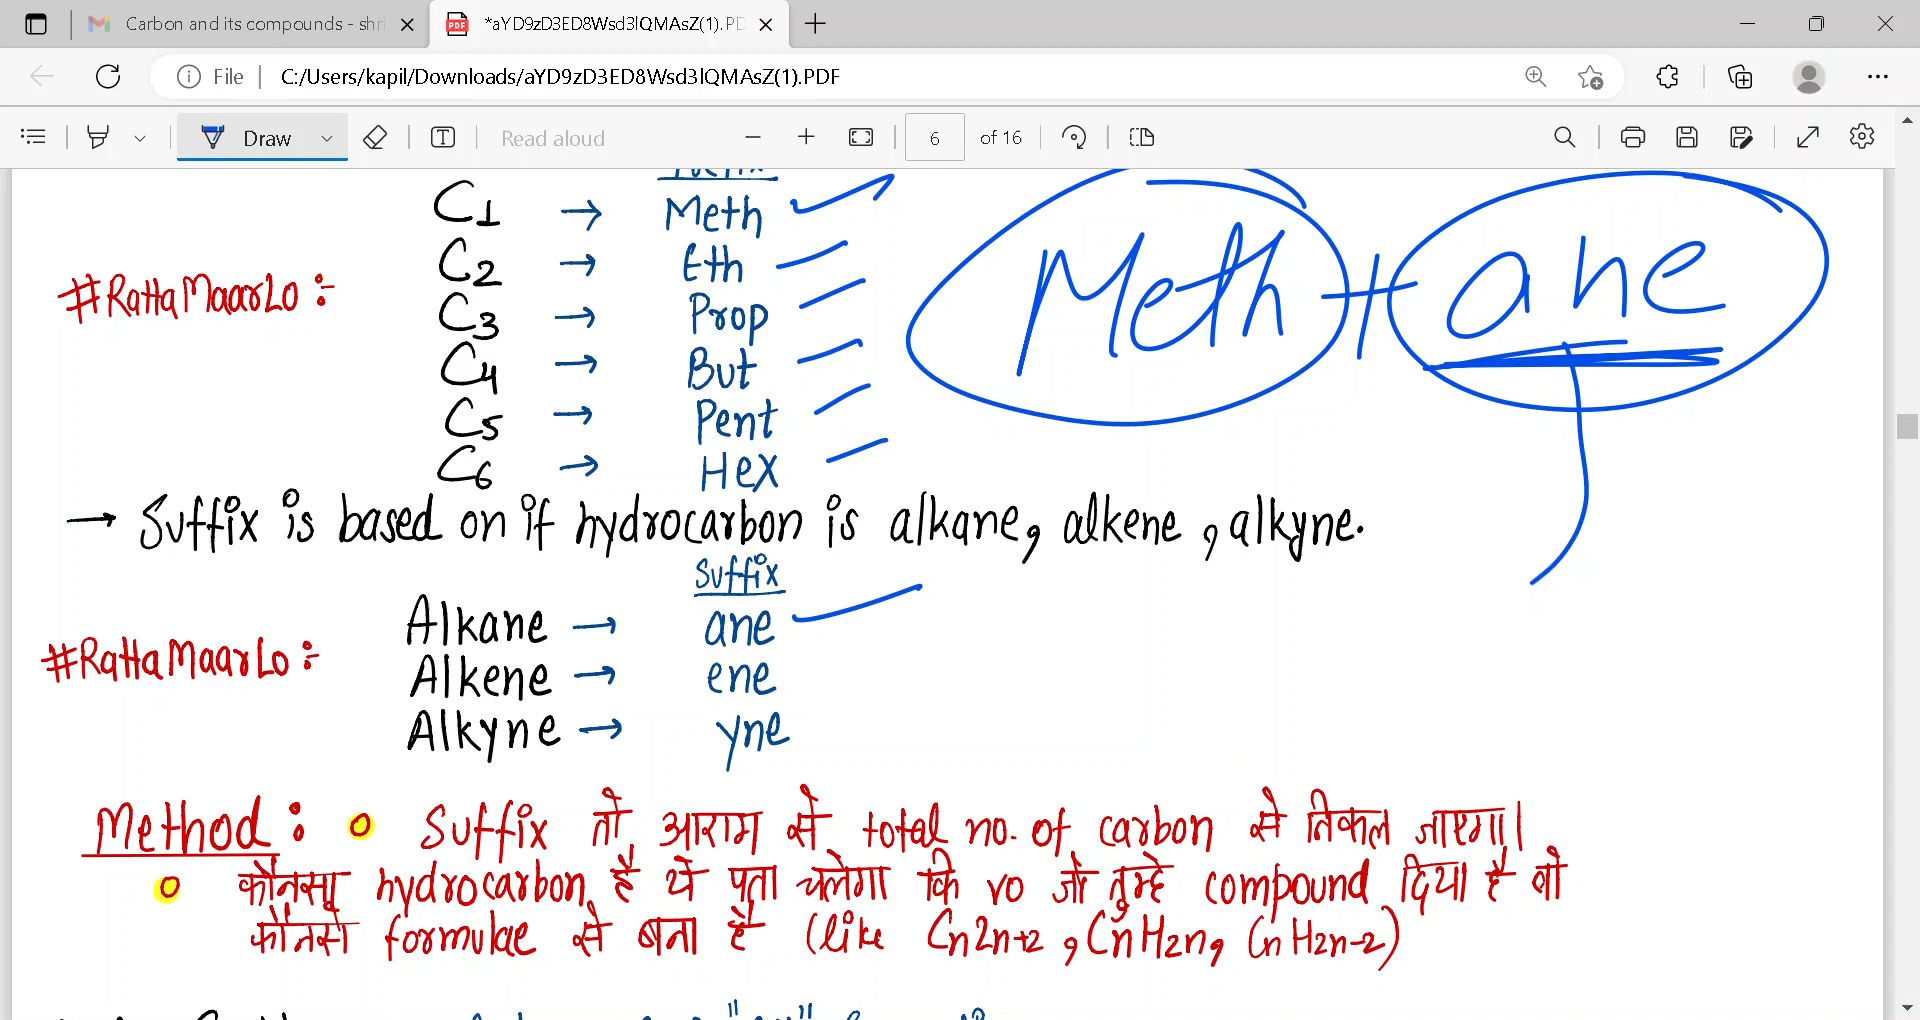 Carbon and its compounds - shri
*aYD9zD3ED8Wsd3lQMAsZ(1).PD
File
C:/Users/kapil/Downloads/aYD9zD3ED8Wsd3lQMAsZ(1).PDF
Draw
Read aloud
6 of 16
C1 → Meth
C2 → Eth
#RattaMaarLo :-
C3 → Prop
C4 → But
C5 → Pent
C6 → Hex
Meth + ane
→ Suffix is based on if hydrocarbon is alkane, alkene, alkyne.
Suffix
Alkane → ane
#RattaMaarLo :-
Alkene → ene
Alkyne → yne
Method : o Suffix तो आराम से total no. of carbon से निकल जाएगा।
o कौनसा hydrocarbon है ये पता चलेगा कि vo जो तुम्हे compound दिया है वो
कौनसे formulae से बना है (like Cn2n+2, CnH2n, CnH2n-2)